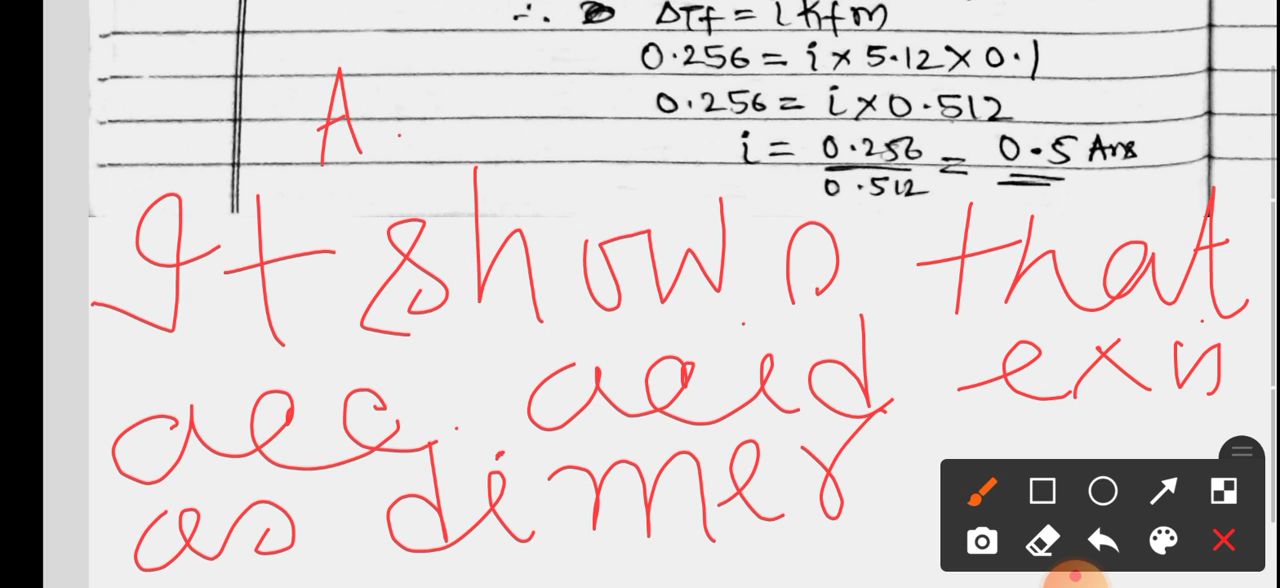 ∴ ΔTf = i Kf m
0.256 = i × 5.12 × 0.1
0.256 = i × 0.512
i = 0.256 / 0.512 = 0.5 Ans
A.
It shows that
acc. acid exis
as dimer